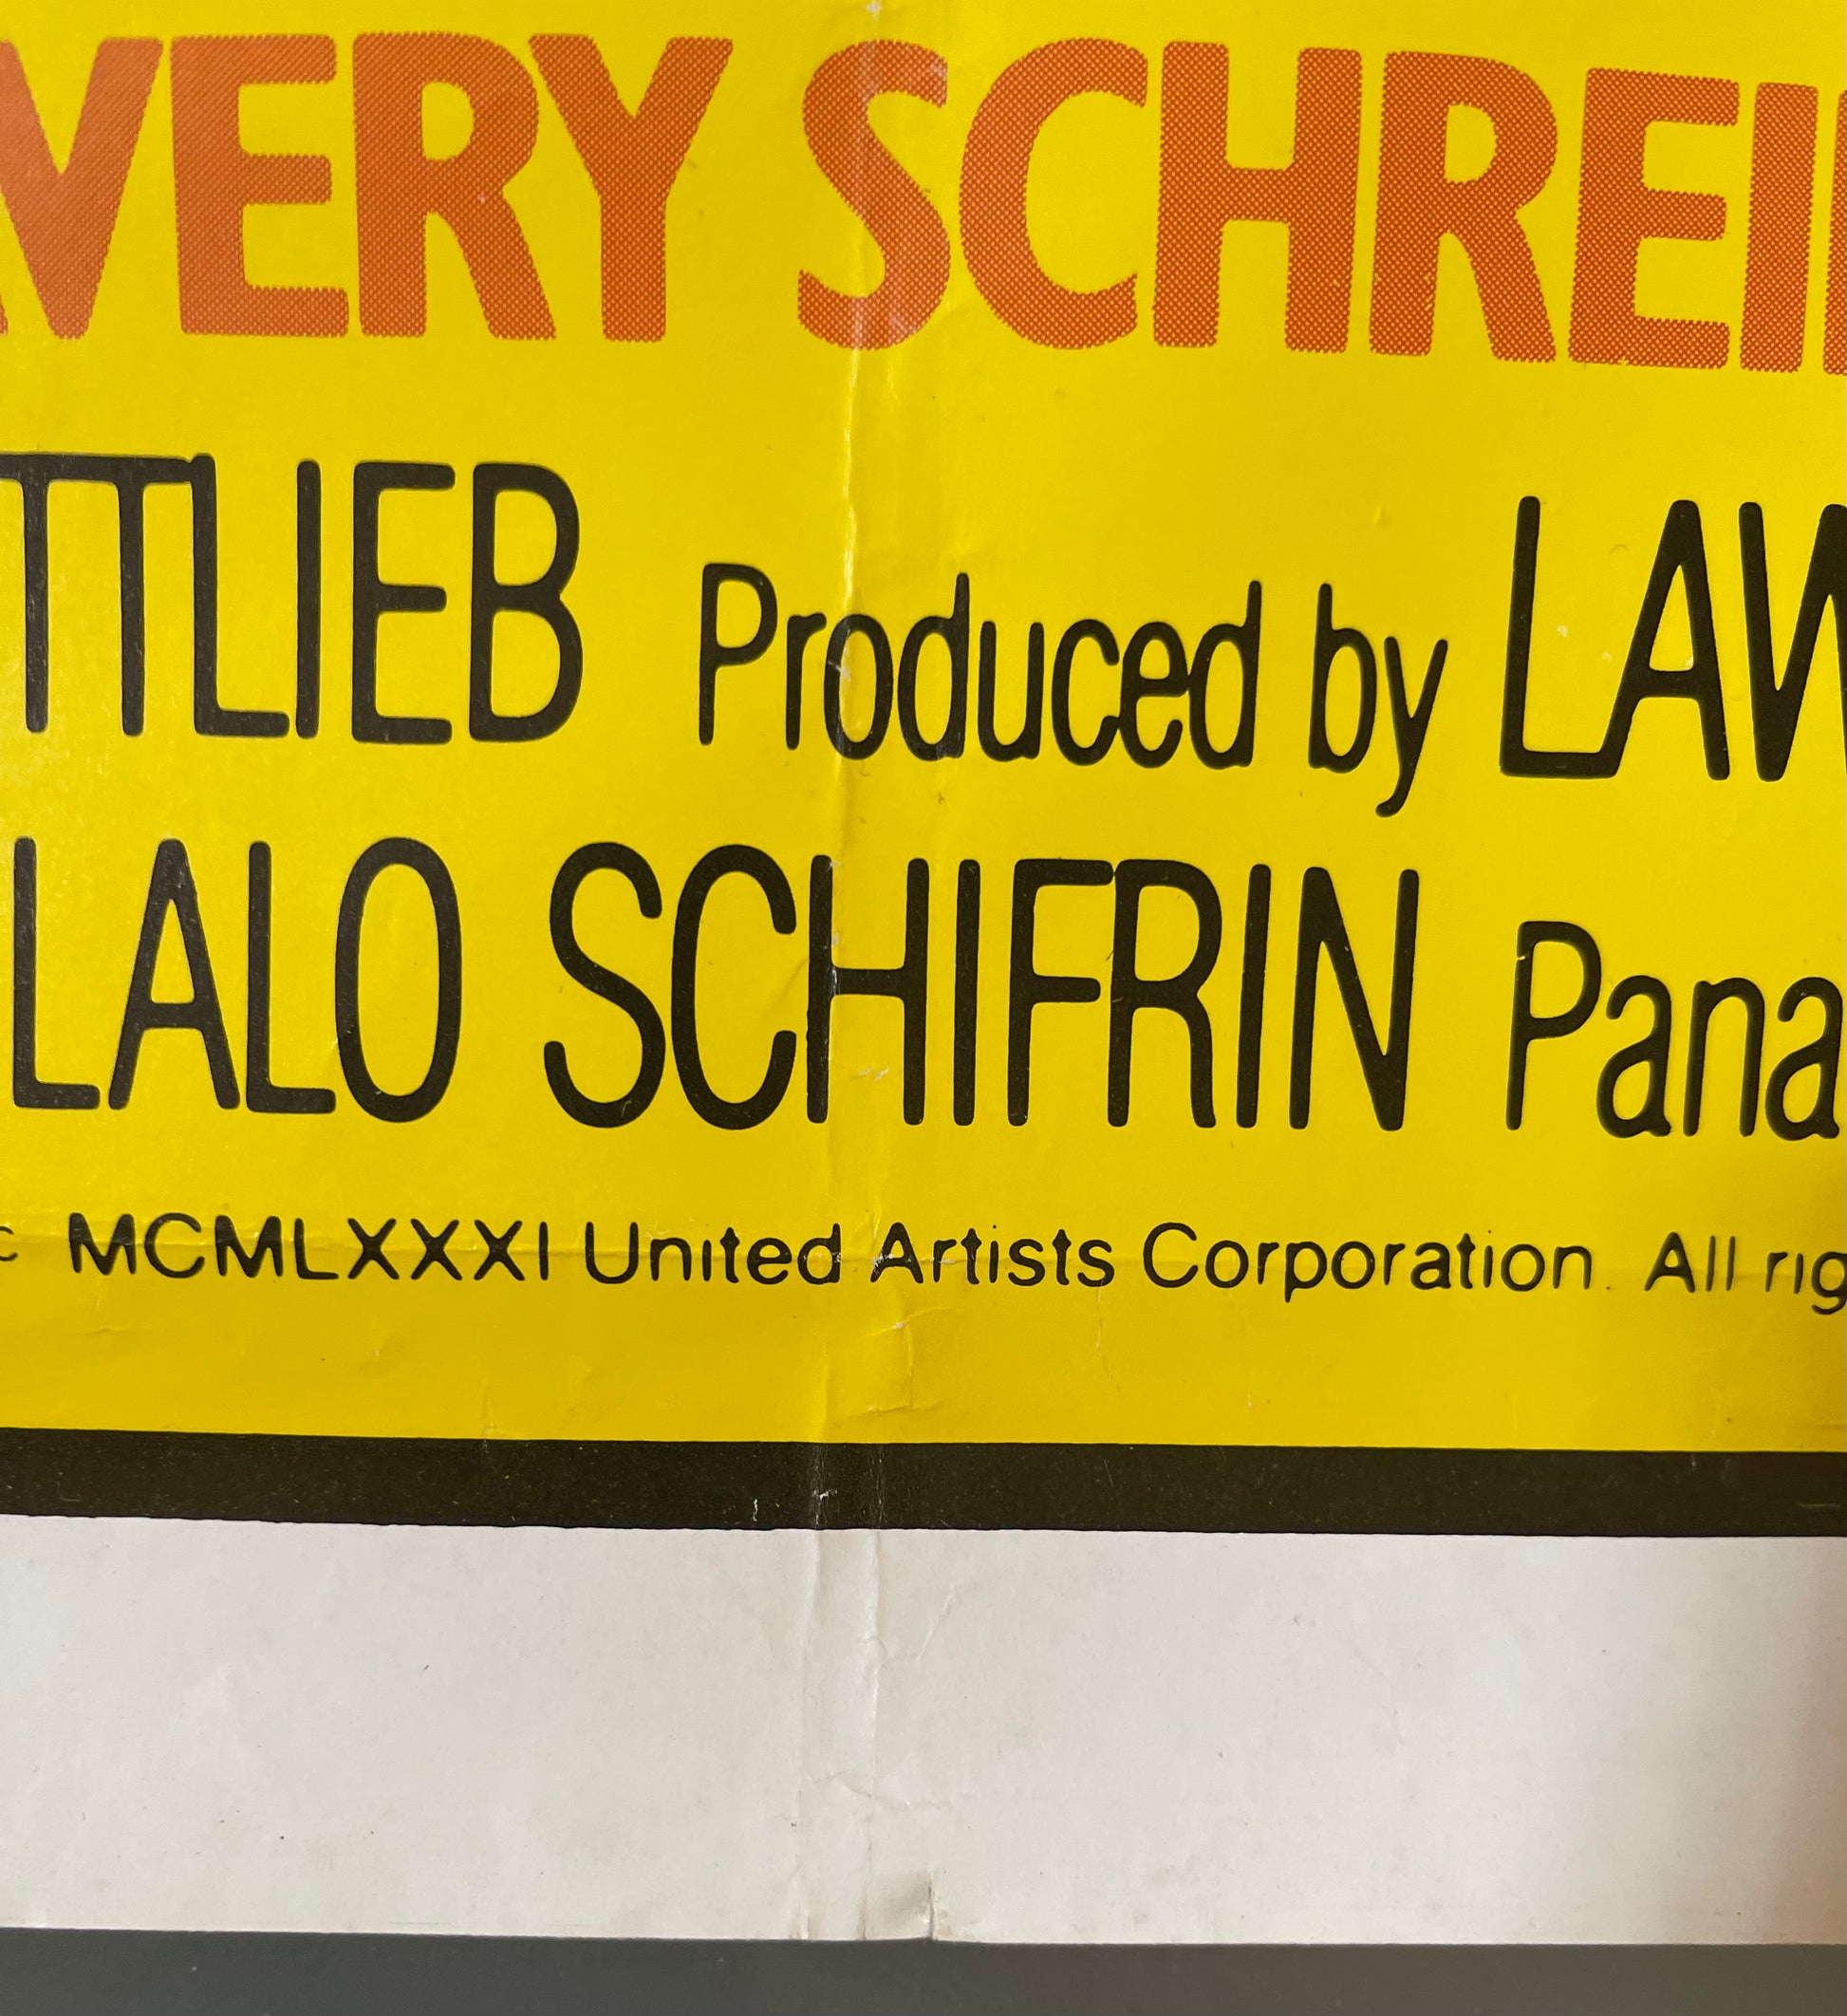 VERY SCHREI
TTLIEB Produced by LAW
LALO SCHIFRIN Pana
c MCMLXXXI United Artists Corporation. All rig